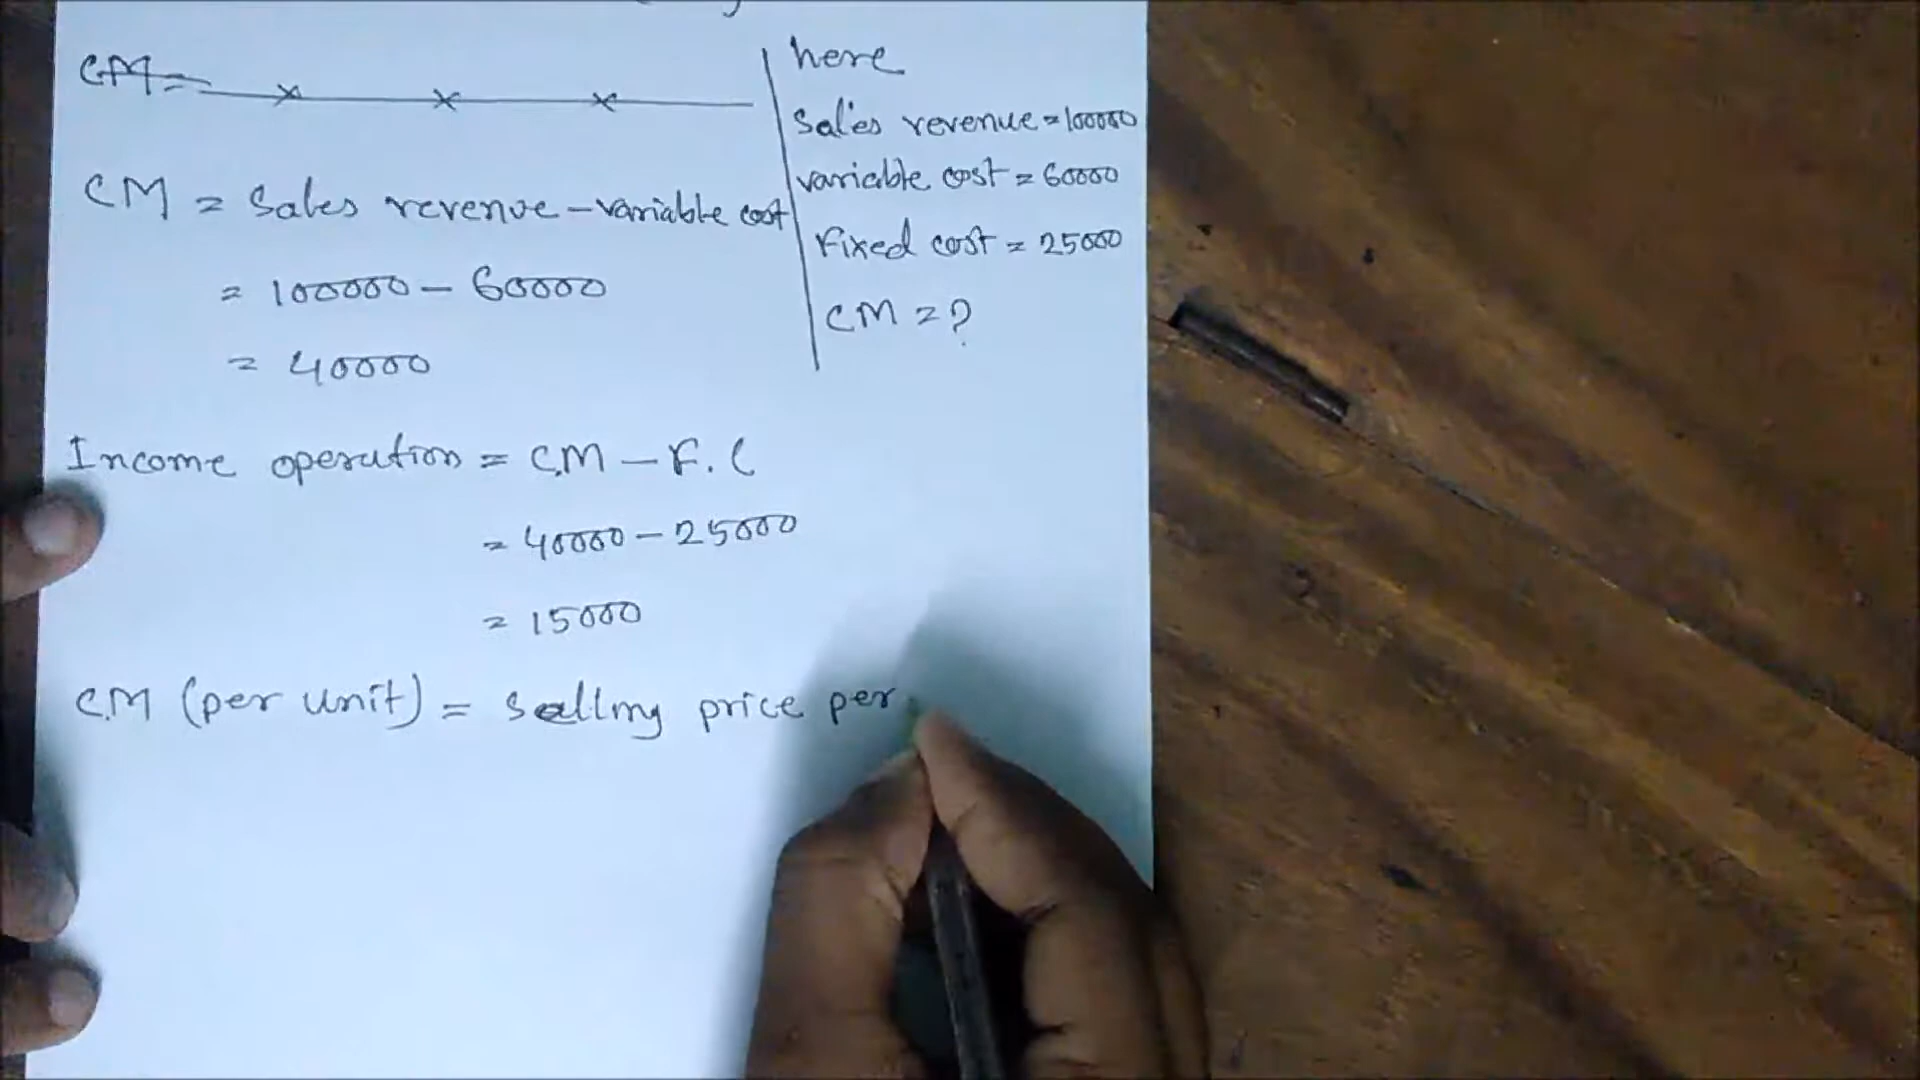 CM =
CM = Sales revenue - variable cost
= 100000 - 60000
= 40000
here
Sales revenue = 100000
variable cost = 60000
Fixed cost = 25000
CM = ?
Income operation = C.M - F.C
= 40000 - 25000
= 15000
C.M (per unit) = Selling price per